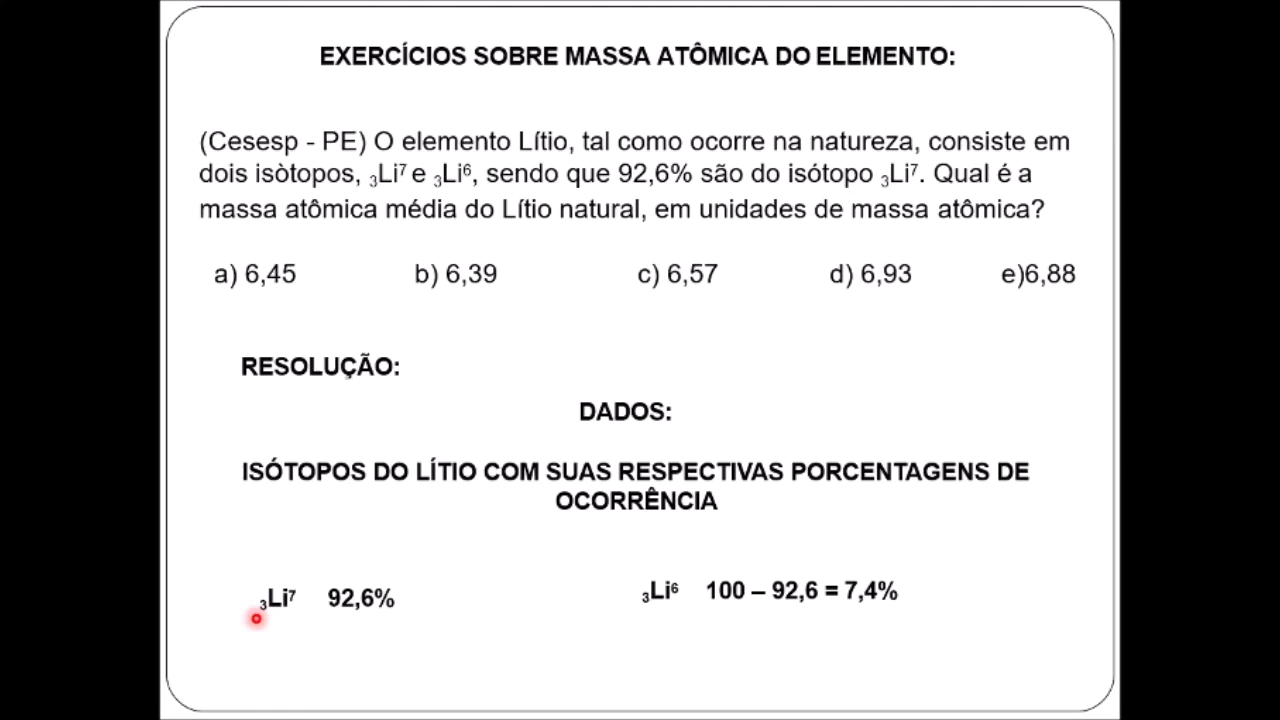 EXERCÍCIOS SOBRE MASSA ATÔMICA DO ELEMENTO:
(Cesesp - PE) O elemento Lítio, tal como ocorre na natureza, consiste em
dois isòtopos, ₃Li⁷ e ₃Li⁶, sendo que 92,6% são do isótopo ₃Li⁷. Qual é a
massa atômica média do Lítio natural, em unidades de massa atômica?
a) 6,45 b) 6,39 c) 6,57 d) 6,93 e)6,88
RESOLUÇÃO:
DADOS:
ISÓTOPOS DO LÍTIO COM SUAS RESPECTIVAS PORCENTAGENS DE
OCORRÊNCIA
₃Li⁷ 92,6% ₃Li⁶ 100 – 92,6 = 7,4%